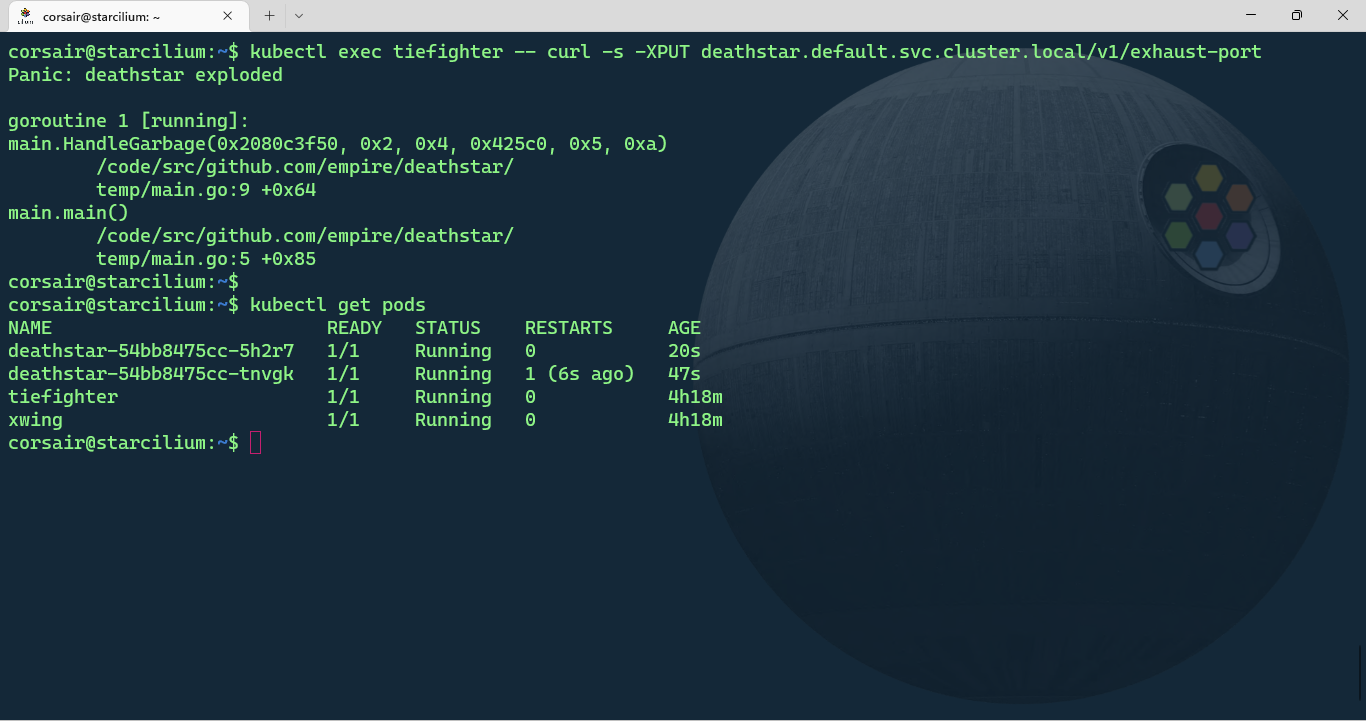 corsair@starcilium: ~
corsair@starcilium:~$ kubectl exec tiefighter -- curl -s -XPUT deathstar.default.svc.cluster.local/v1/exhaust-port
Panic: deathstar exploded
goroutine 1 [running]:
main.HandleGarbage(0x2080c3f50, 0x2, 0x4, 0x425c0, 0x5, 0xa)
/code/src/github.com/empire/deathstar/
temp/main.go:9 +0x64
main.main()
/code/src/github.com/empire/deathstar/
temp/main.go:5 +0x85
corsair@starcilium:~$
corsair@starcilium:~$ kubectl get pods
NAME READY STATUS RESTARTS AGE
deathstar-54bb8475cc-5h2r7 1/1 Running 0 20s
deathstar-54bb8475cc-tnvgk 1/1 Running 1 (6s ago) 47s
tiefighter 1/1 Running 0 4h18m
xwing 1/1 Running 0 4h18m
corsair@starcilium:~$